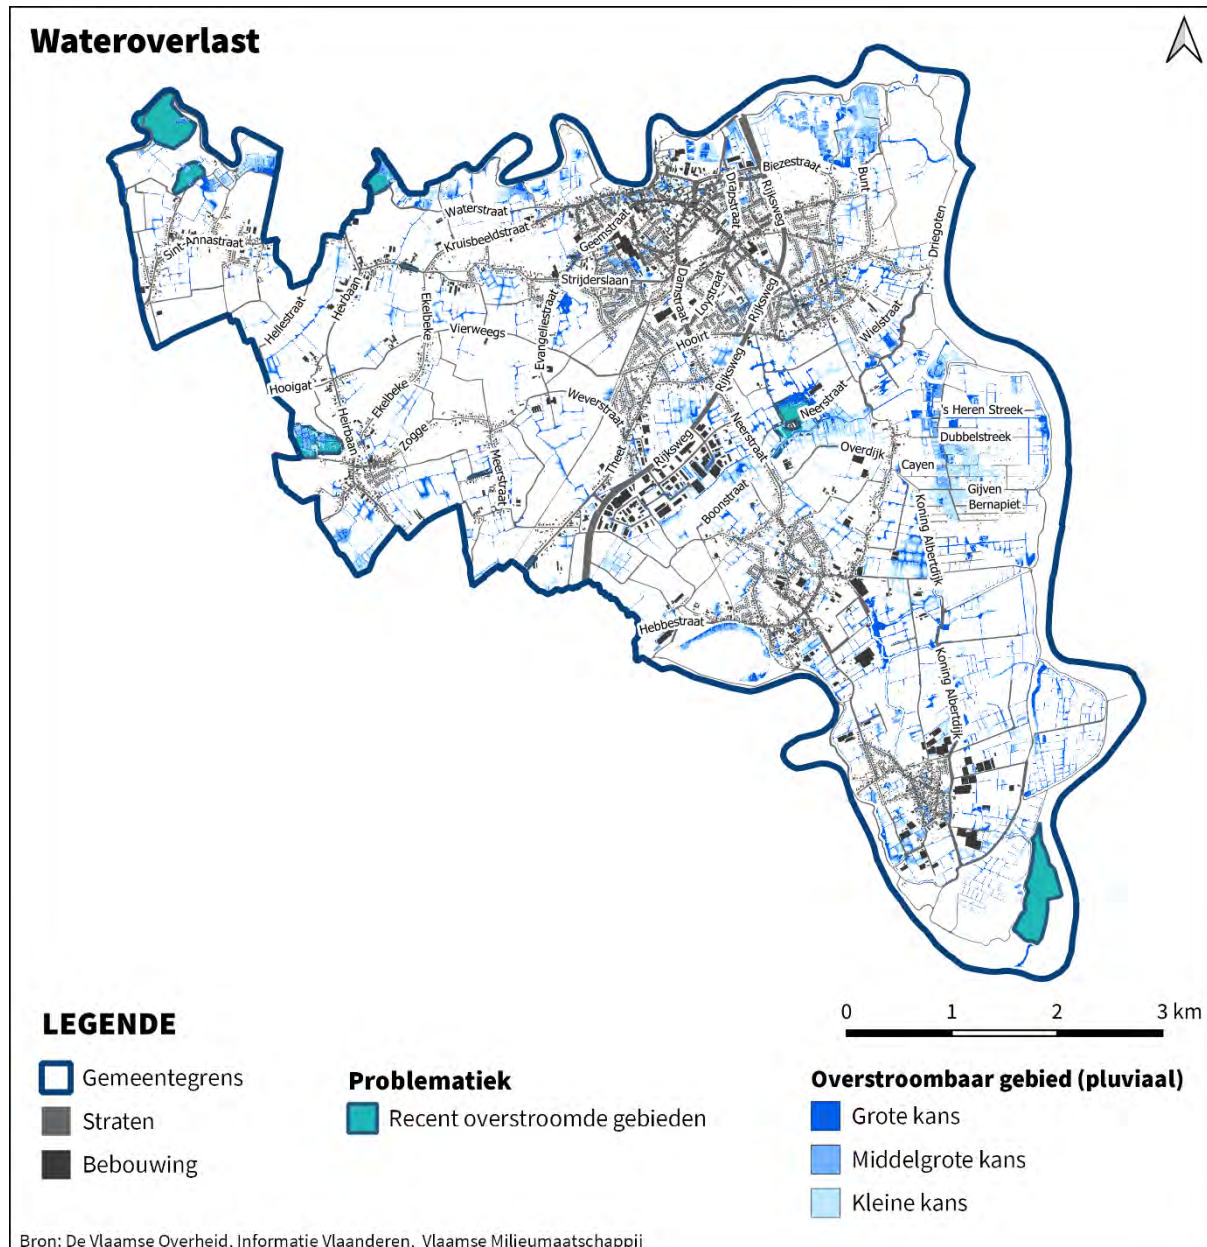 Wateroverlast
Biezestraat
Bunt
Drapstraat
Rijksweg
Waterstraat
Kruisbeeldstraat
Geemstraat
Driegoten
Sint-Annastraat
Strijderslaan
Heirbaan
Hellestraat
Ekelbeke
Vierweegs
Evangeliestraat
Damstraat
Loystraat
Rijksweg
Hooirt
Wielstraat
Hooigat
Heirbaan
Ekelbeke
Zogge
Weverstraat
Rijksweg
Neerstraat
Neerstraat
's Heren Streek
Dubbelstreek
Overdijk
Cayen
Gijven
Bernapiet
Meerstraat
Theet
Rijksweg
Boonstraat
Koning Albertdijk
Hebbestraat
Koning Albertdijk
LEGENDE
Gemeentegrens
Straten
Bebouwing
Problematiek
Recent overstroomde gebieden
0 1 2 3 km
Overstroombaar gebied (pluviaal)
Grote kans
Middelgrote kans
Kleine kans
Bron: De Vlaamse Overheid, Informatie Vlaanderen, Vlaamse Milieumaatschappij